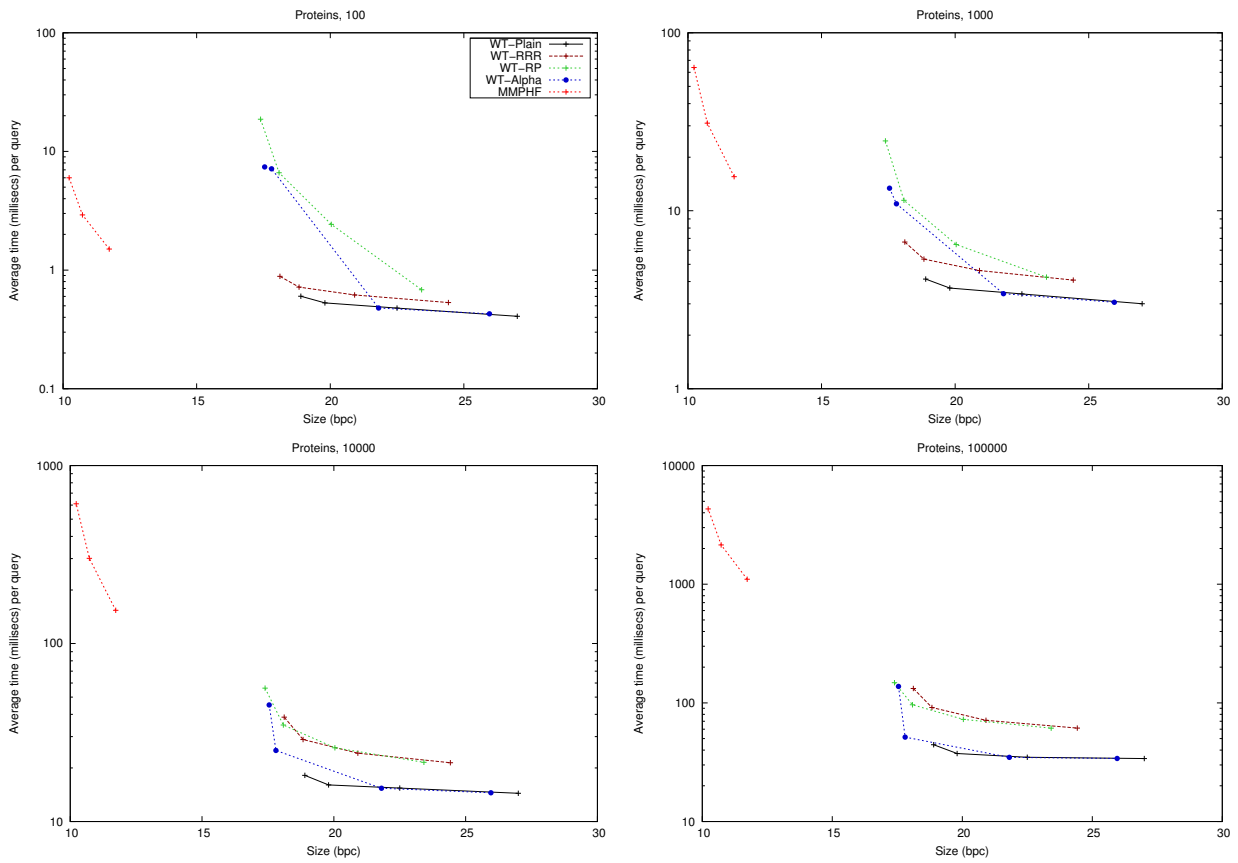 Proteins, 100
100
10
1
0.1
10
15
20
25
30
Average time (millisecs) per query
Size (bpc)
WT-Plain
WT-RRR
WT-RP
WT-Alpha
MMPHF
Proteins, 1000
100
10
1
10
15
20
25
30
Average time (millisecs) per query
Size (bpc)
Proteins, 10000
1000
100
10
10
15
20
25
30
Average time (millisecs) per query
Size (bpc)
Proteins, 100000
10000
1000
100
10
10
15
20
25
30
Average time (millisecs) per query
Size (bpc)